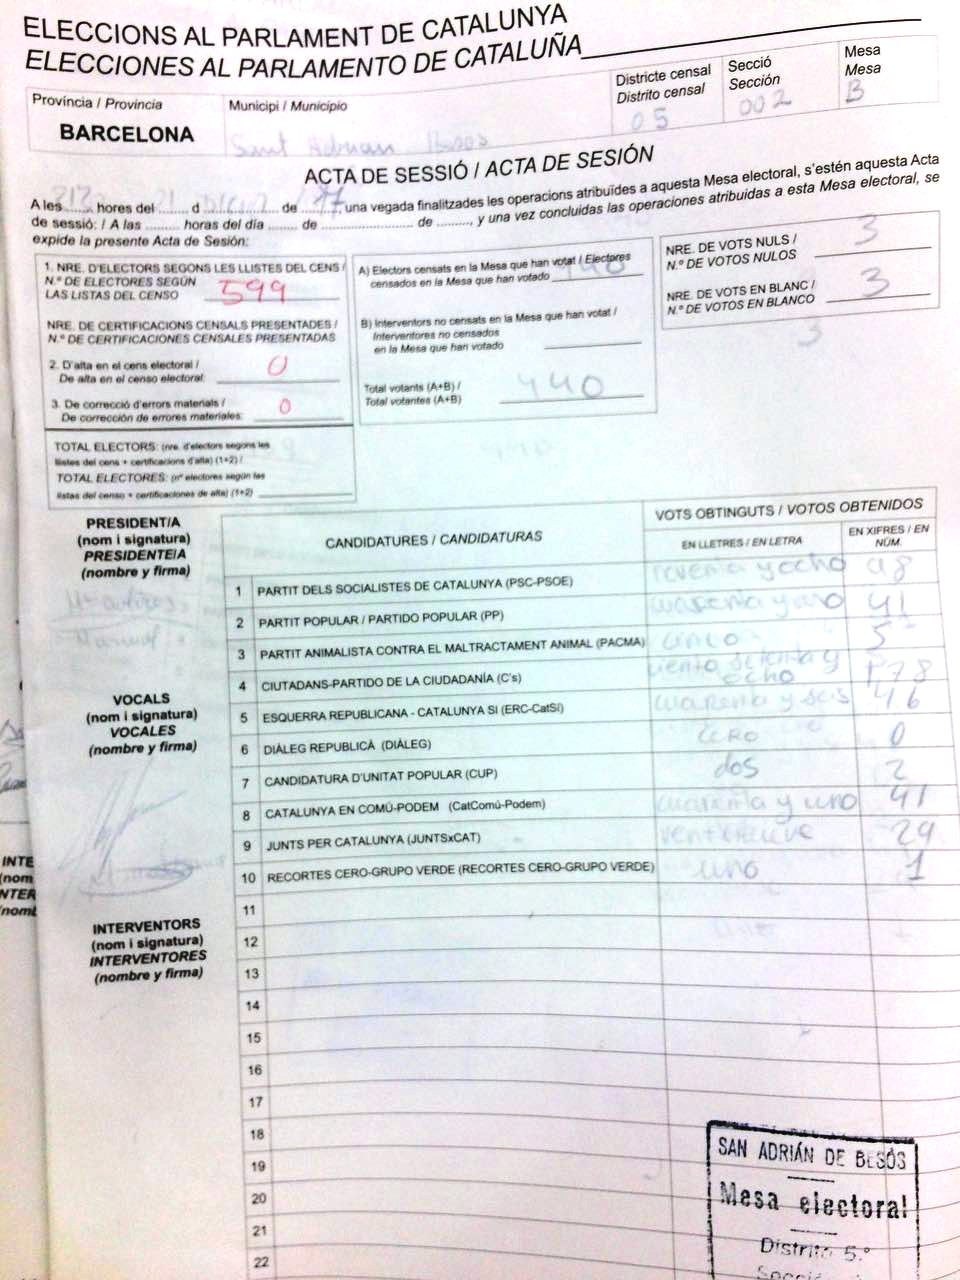 ELECCIONS AL PARLAMENT DE CATALUNYA
ELECCIONES AL PARLAMENTO DE CATALUÑA
Província / Provincia
BARCELONA
Municipi / Municipio
Sant Adrian Besos
Districte censal
Distrito censal
05
Secció
Sección
002
Mesa
Mesa
B
ACTA DE SESSIÓ / ACTA DE SESIÓN
A les ........ hores del 21 d ........ de 17, una vegada finalitzades les operacions atribuïdes a aquesta Mesa electoral, s'estén aquesta Acta
de sessió: / A las ......... horas del día ....... de ........................ de ........., y una vez concluidas las operaciones atribuidas a esta Mesa electoral, se
expide la presente Acta de Sesión:
1. NRE. D'ELECTORS SEGONS LES LLISTES DEL CENS /
N.º DE ELECTORES SEGÚN
LAS LISTAS DEL CENSO 599
NRE. DE CERTIFICACIONS CENSALS PRESENTADES /
N.º DE CERTIFICACIONES CENSALES PRESENTADAS
2. D'alta en el cens electoral /
De alta en el censo electoral: 0
3. De correcció d'errors materials /
De corrección de errores materiales: 0
TOTAL ELECTORS: (nre. d'electors segons les
llistes del cens + certificacions d'alta) (1+2) /
TOTAL ELECTORES: (nº electores según las
listas del censo + certificaciones de alta) (1+2)
A) Electors censats en la Mesa que han votat / Electores
censados en la Mesa que han votado 440
B) Interventors no censats en la Mesa que han votat /
Interventores no censados
en la Mesa que han votado
Total votants (A+B) /
Total votantes (A+B) 440
NRE. DE VOTS NULS /
N.º DE VOTOS NULOS 3
NRE. DE VOTS EN BLANC /
N.º DE VOTOS EN BLANCO 3
PRESIDENT/A
(nom i signatura)
PRESIDENTE/A
(nombre y firma)
VOCALS
(nom i signatura)
VOCALES
(nombre y firma)
INTERVENTORS
(nom i signatura)
INTERVENTORES
(nombre y firma)
CANDIDATURES / CANDIDATURAS
VOTS OBTINGUTS / VOTOS OBTENIDOS
EN LLETRES / EN LETRA
EN XIFRES / EN
NÚM.
1 PARTIT DELS SOCIALISTES DE CATALUNYA (PSC-PSOE) noventa y ocho 98
2 PARTIT POPULAR / PARTIDO POPULAR (PP) cuarenta y uno 41
3 PARTIT ANIMALISTA CONTRA EL MALTRACTAMENT ANIMAL (PACMA) cinco 5
4 CIUTADANS-PARTIDO DE LA CIUDADANÍA (C's) ciento setenta y ocho 178
5 ESQUERRA REPUBLICANA - CATALUNYA SI (ERC-CatSí) cuarenta y seis 46
6 DIÀLEG REPUBLICÀ (DIÀLEG) cero 0
7 CANDIDATURA D'UNITAT POPULAR (CUP) dos 2
8 CATALUNYA EN COMÚ-PODEM (CatComú-Podem) cuarenta y uno 41
9 JUNTS PER CATALUNYA (JUNTSxCAT) ventinueve 29
10 RECORTES CERO-GRUPO VERDE (RECORTES CERO-GRUPO VERDE) uno 1
11
12
13
14
15
16
17
18
19
20
21
22
SAN ADRIÁN DE BESÓS
Mesa electoral
Distrito 5.º